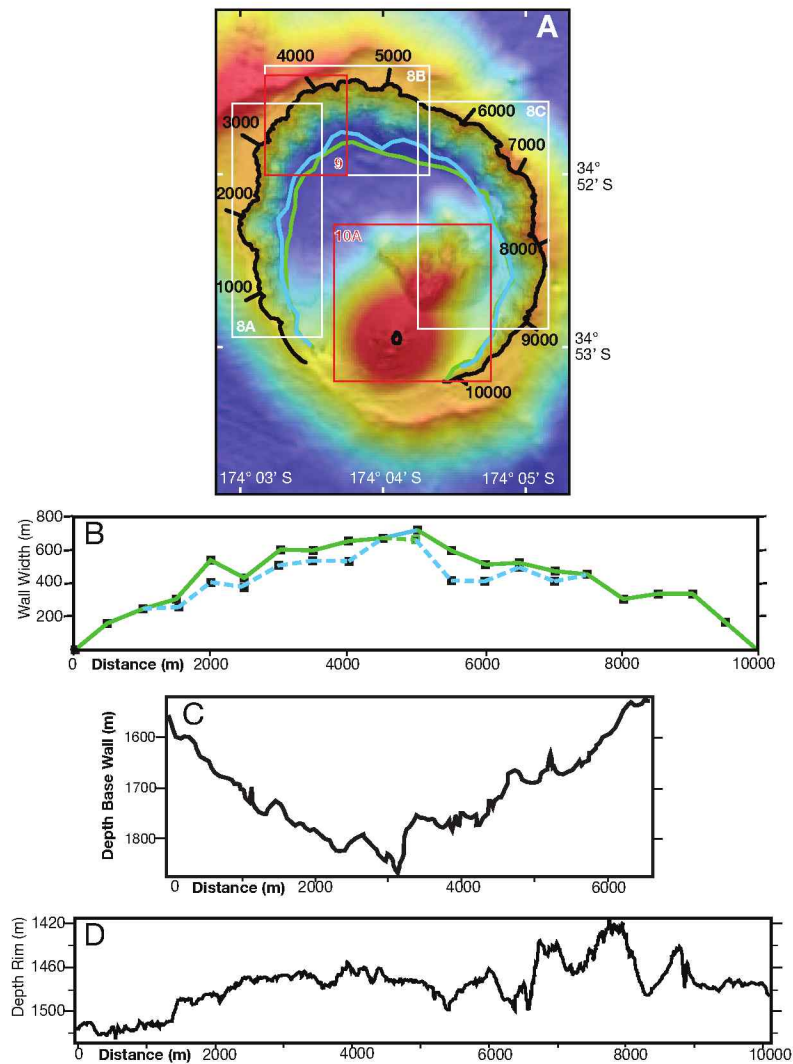 A
4000
5000
8B
6000
8C
3000
7000
9
34°
52' S
2000
10A
8000
1000
8A
9000
34°
53' S
10000
174° 03' S
174° 04' S
174° 05' S
B
Wall Width (m)
800
600
400
200
0
Distance (m)
2000
4000
6000
8000
10000
C
Depth Base Wall (m)
1600
1700
1800
0
Distance (m)
2000
4000
6000
D
Depth Rim (m)
1420
1460
1500
0
Distance (m)
2000
4000
6000
8000
10000